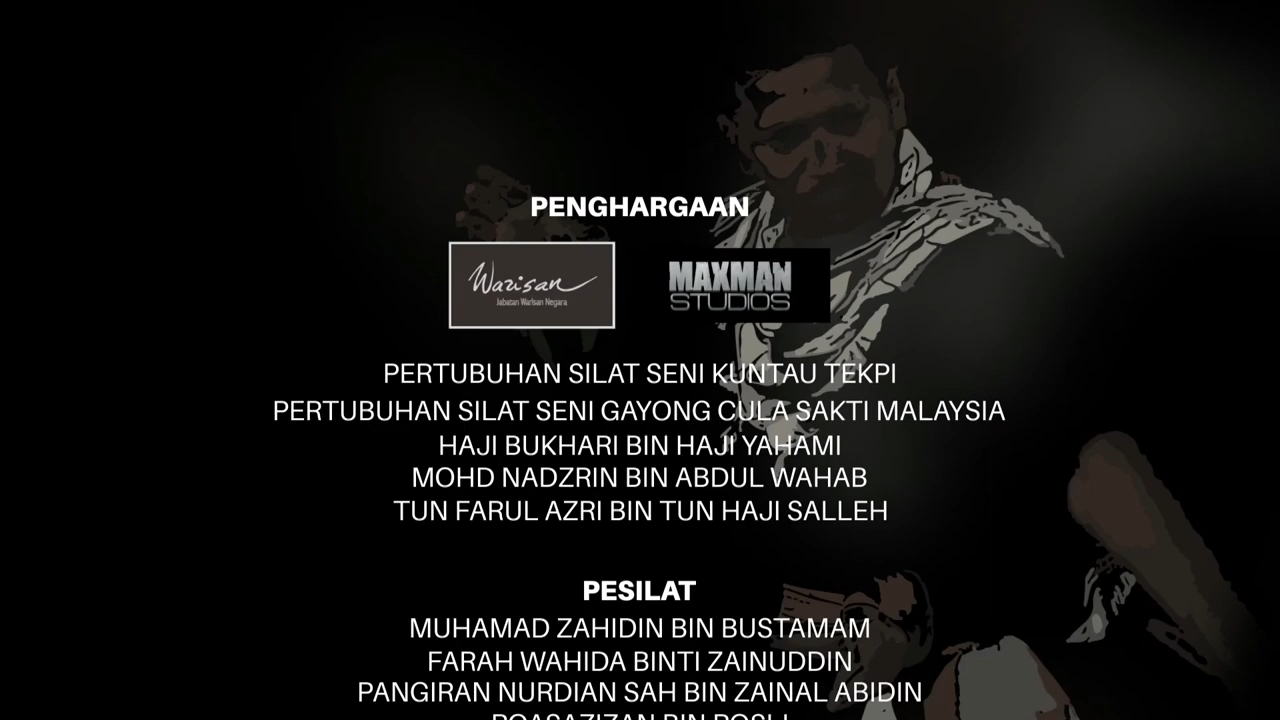 PENGHARGAAN
Warisan
Jabatan Warisan Negara
MAXMAN
STUDIOS
PERTUBUHAN SILAT SENI KUNTAU TEKPI
PERTUBUHAN SILAT SENI GAYONG CULA SAKTI MALAYSIA
HAJI BUKHARI BIN HAJI YAHAMI
MOHD NADZRIN BIN ABDUL WAHAB
TUN FARUL AZRI BIN TUN HAJI SALLEH
PESILAT
MUHAMAD ZAHIDIN BIN BUSTAMAM
FARAH WAHIDA BINTI ZAINUDDIN
PANGIRAN NURDIAN SAH BIN ZAINAL ABIDIN
BIN